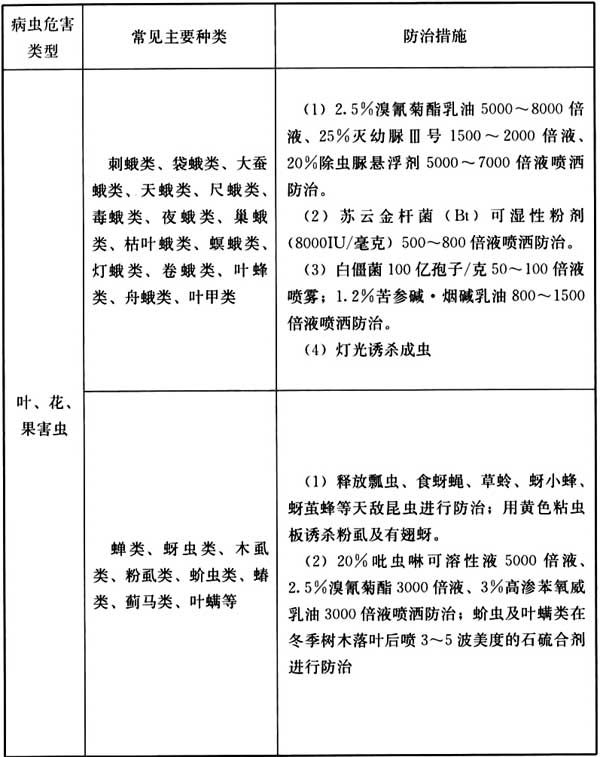 病虫危害
类型
常见主要种类
防治措施
叶、花、
果害虫
刺蛾类、袋蛾类、大蚕
蛾类、天蛾类、尺蛾类、
毒蛾类、夜蛾类、巢蛾
类、枯叶蛾类、螟蛾类、
灯蛾类、卷蛾类、叶蜂
类、舟蛾类、叶甲类
(1) 2.5%溴氰菊酯乳油 5000～8000 倍
液、25%灭幼脲Ⅲ号 1500～2000 倍液、
20%除虫脲悬浮剂 5000～7000 倍液喷洒
防治。
(2) 苏云金杆菌(Bt)可湿性粉剂
(8000IU/毫克) 500～800 倍液喷洒防治。
(3) 白僵菌 100 亿孢子/克 50～100 倍液
喷雾；1.2%苦参碱·烟碱乳油 800～1500
倍液喷洒防治。
(4) 灯光诱杀成虫
蝉类、蚜虫类、木虱
类、粉虱类、蚧虫类、蝽
类、蓟马类、叶螨等
(1) 释放瓢虫、食蚜蝇、草蛉、蚜小蜂、
蚜茧蜂等天敌昆虫进行防治；用黄色粘虫
板诱杀粉虱及有翅蚜。
(2) 20%吡虫啉可溶性液 5000 倍液、
2.5%溴氰菊酯 3000 倍液、3%高渗苯氧威
乳油 3000 倍液喷洒防治；蚧虫及叶螨类在
冬季树木落叶后喷 3～5 波美度的石硫合剂
进行防治